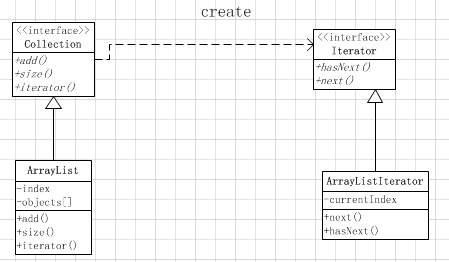 create
<<interface>>
Collection
+add()
+size()
+iterator()
<<interface>>
Iterator
+hasNext()
+next()
ArrayList
-index
-objects[]
+add()
+size()
+iterator()
ArrayListIterator
-currentIndex
+next()
+hasNext()